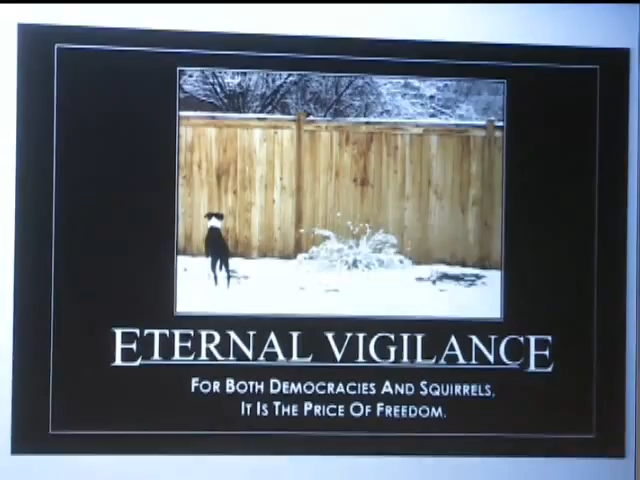 ETERNAL VIGILANCE
FOR BOTH DEMOCRACIES AND SQUIRRELS,
IT IS THE PRICE OF FREEDOM.